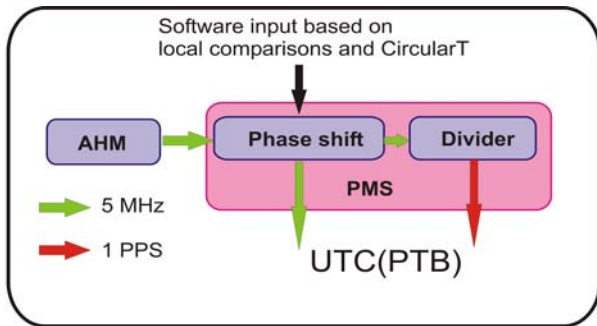 Software input based on
local comparisons and CircularT
AHM
Phase shift
Divider
PMS
5 MHz
1 PPS
UTC(PTB)